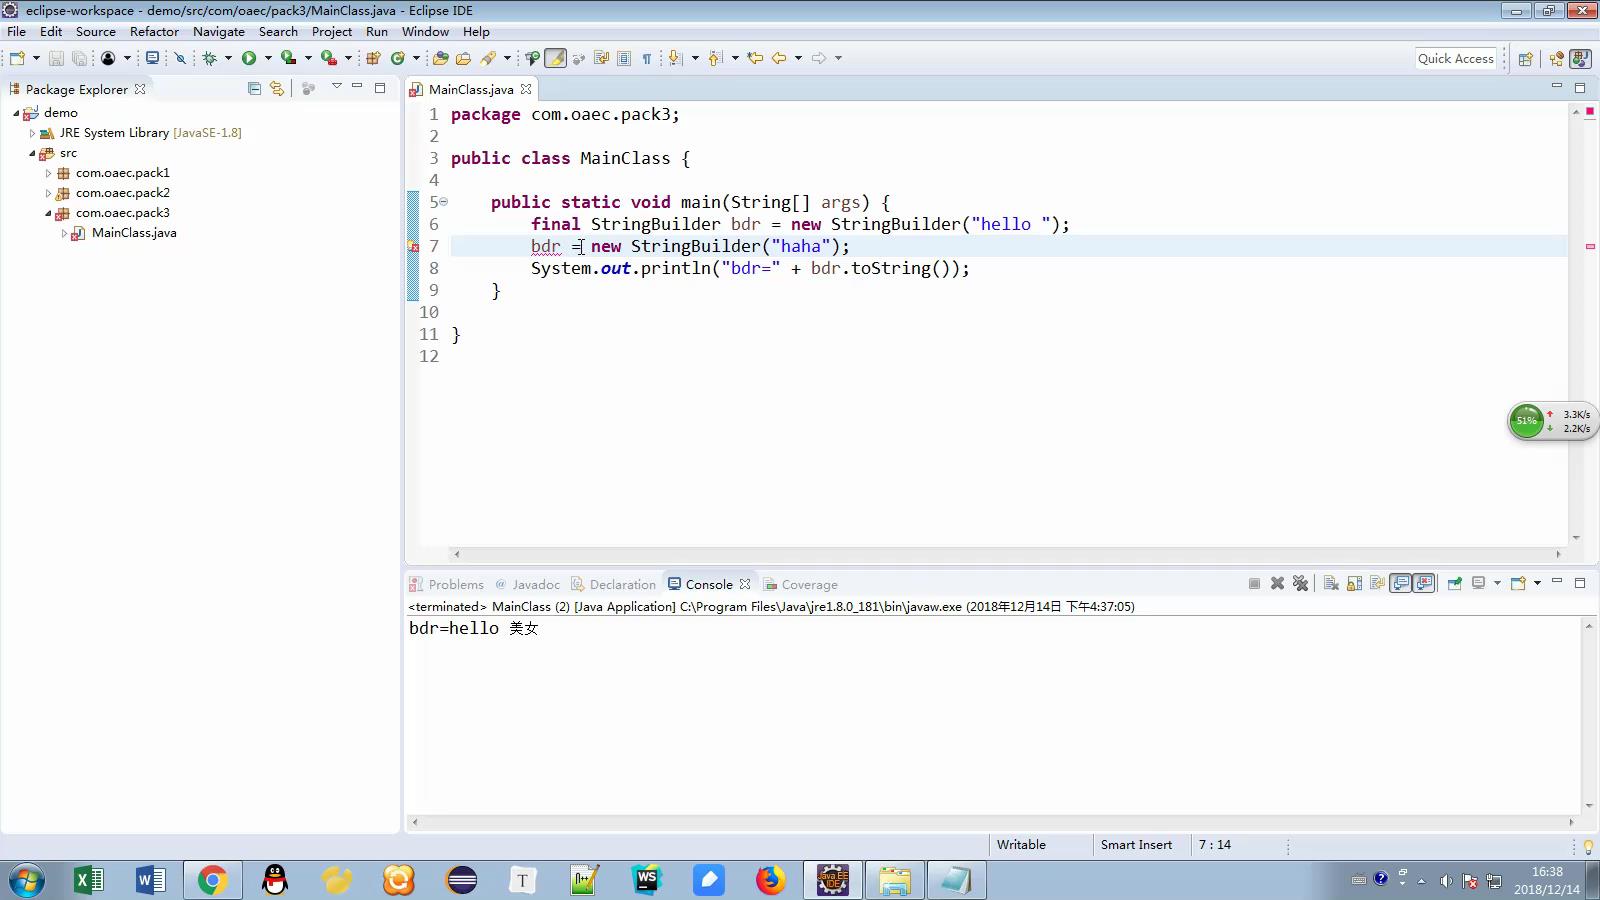 eclipse-workspace - demo/src/com/oaec/pack3/MainClass.java - Eclipse IDE
File Edit Source Refactor Navigate Search Project Run Window Help
Quick Access
Package Explorer
demo
JRE System Library [JavaSE-1.8]
src
com.oaec.pack1
com.oaec.pack2
com.oaec.pack3
MainClass.java
MainClass.java
1 package com.oaec.pack3;
2
3 public class MainClass {
4
5 public static void main(String[] args) {
6 final StringBuilder bdr = new StringBuilder("hello ");
7 bdr = new StringBuilder("haha");
8 System.out.println("bdr=" + bdr.toString());
9 }
10
11 }
12
51% 3.3K/s
2.2K/s
Problems @ Javadoc Declaration Console Coverage
<terminated> MainClass (2) [Java Application] C:\Program Files\Java\jre1.8.0_181\bin\javaw.exe (2018年12月14日 下午4:37:05)
bdr=hello 美女
Writable Smart Insert 7 : 14
16:38
2018/12/14